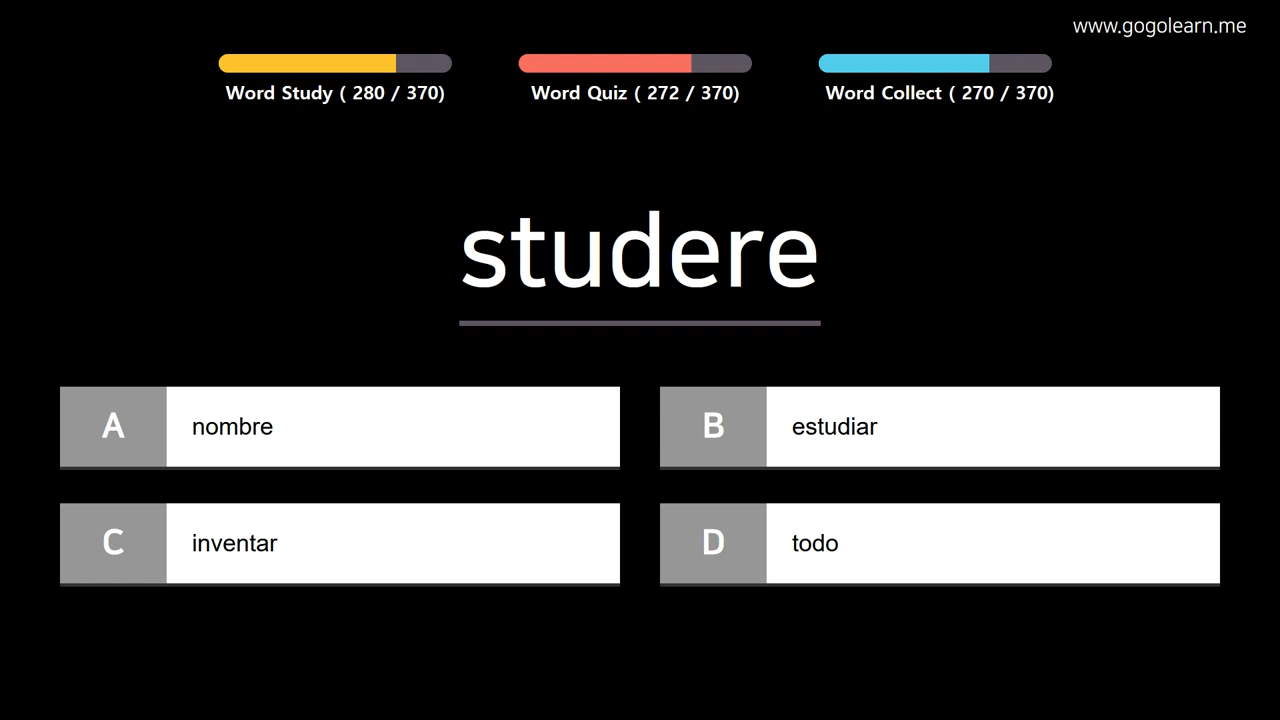 www.gogolearn.me
Word Study ( 280 / 370)
Word Quiz ( 272 / 370)
Word Collect ( 270 / 370)
studere
A nombre
B estudiar
C inventar
D todo